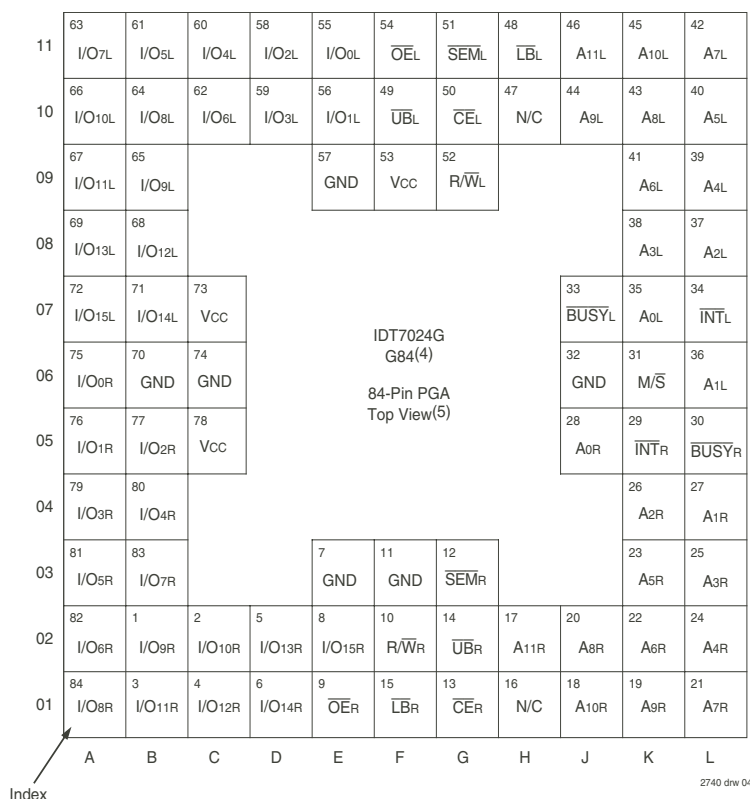 63 61 60 58 55 54 51 48 46 45 42
11 I/O7L I/O5L I/O4L I/O2L I/O0L OEL SEML LBL A11L A10L A7L
66 64 62 59 56 49 50 47 44 43 40
10 I/O10L I/O8L I/O6L I/O3L I/O1L UBL CEL N/C A9L A8L A5L
67 65 57 53 52 41 39
09 I/O11L I/O9L GND VCC R/WL A6L A4L
69 68 38 37
08 I/O13L I/O12L A3L A2L
72 71 73 33 35 34
07 I/O15L I/O14L VCC BUSYL A0L INTL
IDT7024G
G84(4)
75 70 74 32 31 36
06 I/O0R GND GND GND M/S A1L
84-Pin PGA
Top View(5)
76 77 78 28 29 30
05 I/O1R I/O2R VCC A0R INTR BUSYR
79 80 26 27
04 I/O3R I/O4R A2R A1R
81 83 7 11 12 23 25
03 I/O5R I/O7R GND GND SEMR A5R A3R
82 1 2 5 8 10 14 17 20 22 24
02 I/O6R I/O9R I/O10R I/O13R I/O15R R/WR UBR A11R A8R A6R A4R
84 3 4 6 9 15 13 16 18 19 21
01 I/O8R I/O11R I/O12R I/O14R OER LBR CER N/C A10R A9R A7R
A B C D E F G H J K L
2740 drw 04
Index